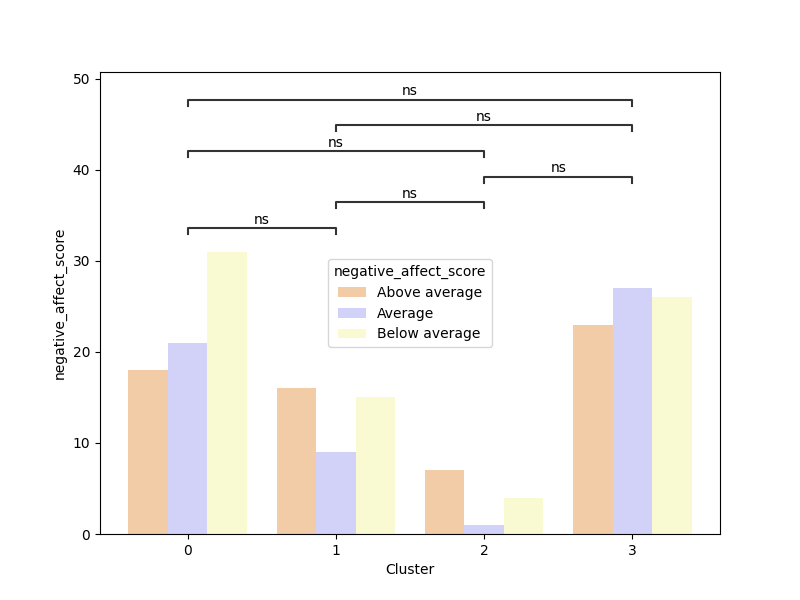 50
ns
ns
ns
40
ns
ns
ns
30
negative_affect_score
Above average
Average
Below average
20
10
0
negative_affect_score
0 1 2 3
Cluster